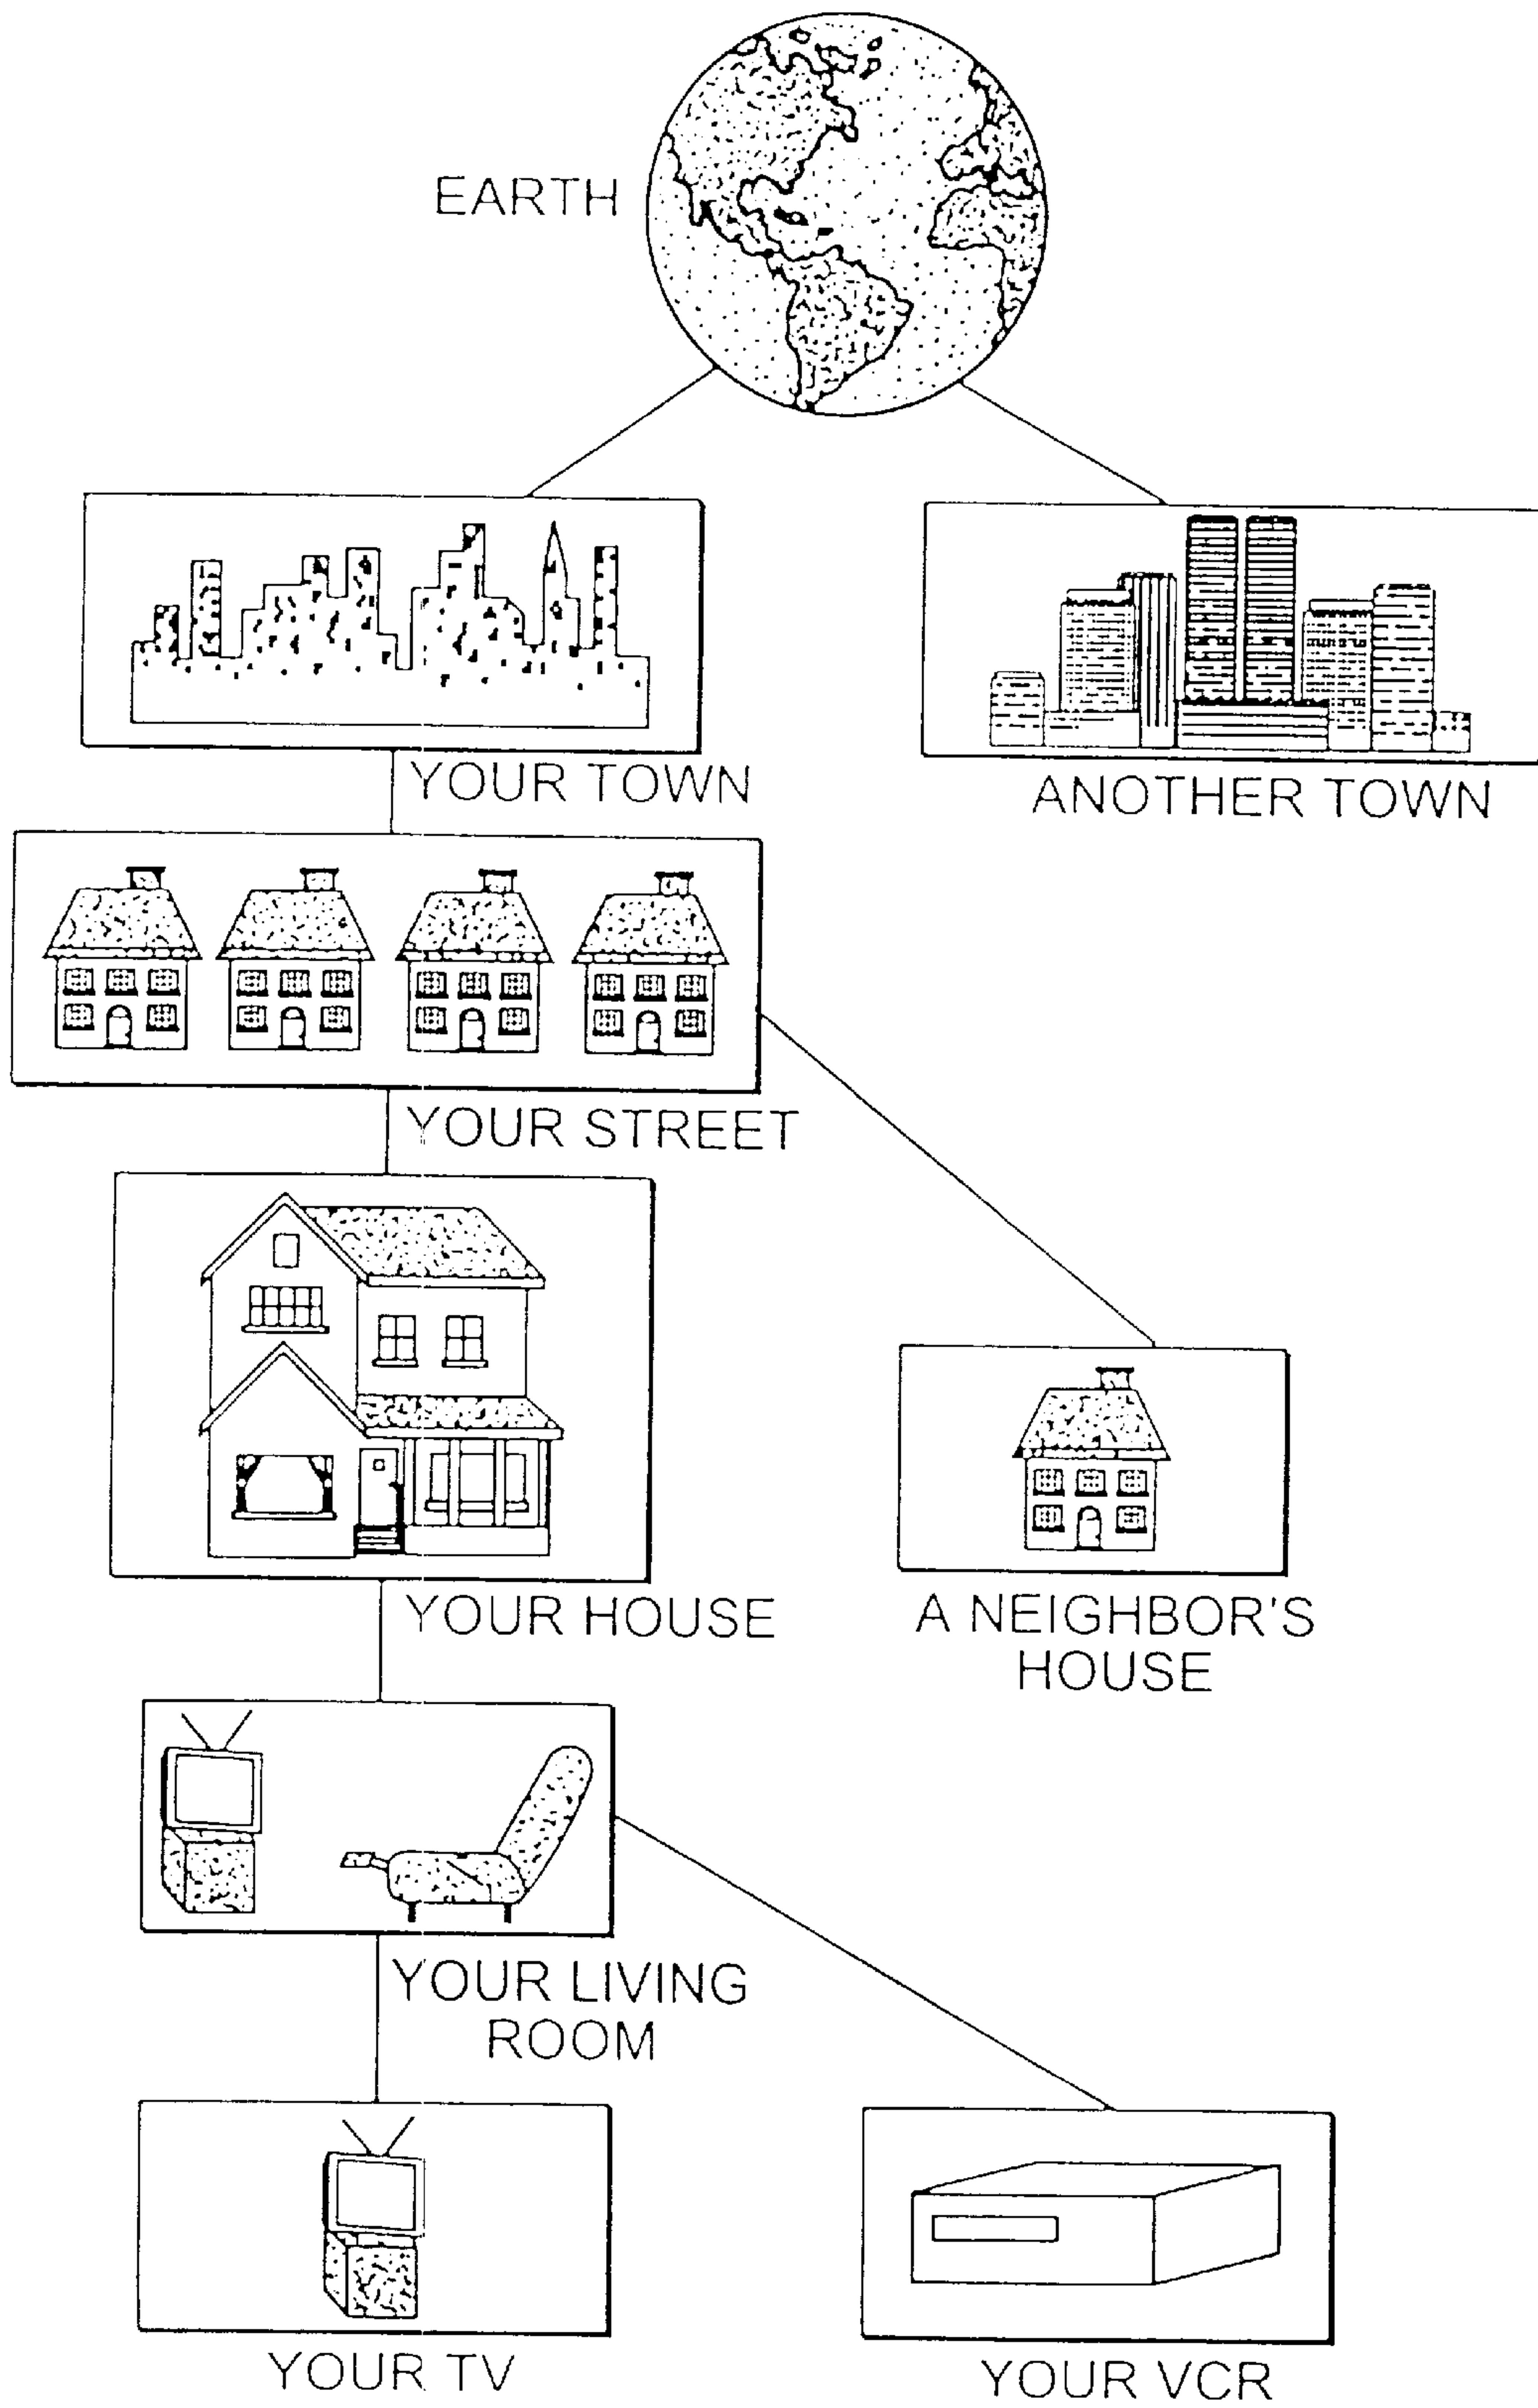 EARTH
YOUR TOWN
ANOTHER TOWN
YOUR STREET
YOUR HOUSE
A NEIGHBOR'S
HOUSE
YOUR LIVING
ROOM
YOUR TV
YOUR VCR